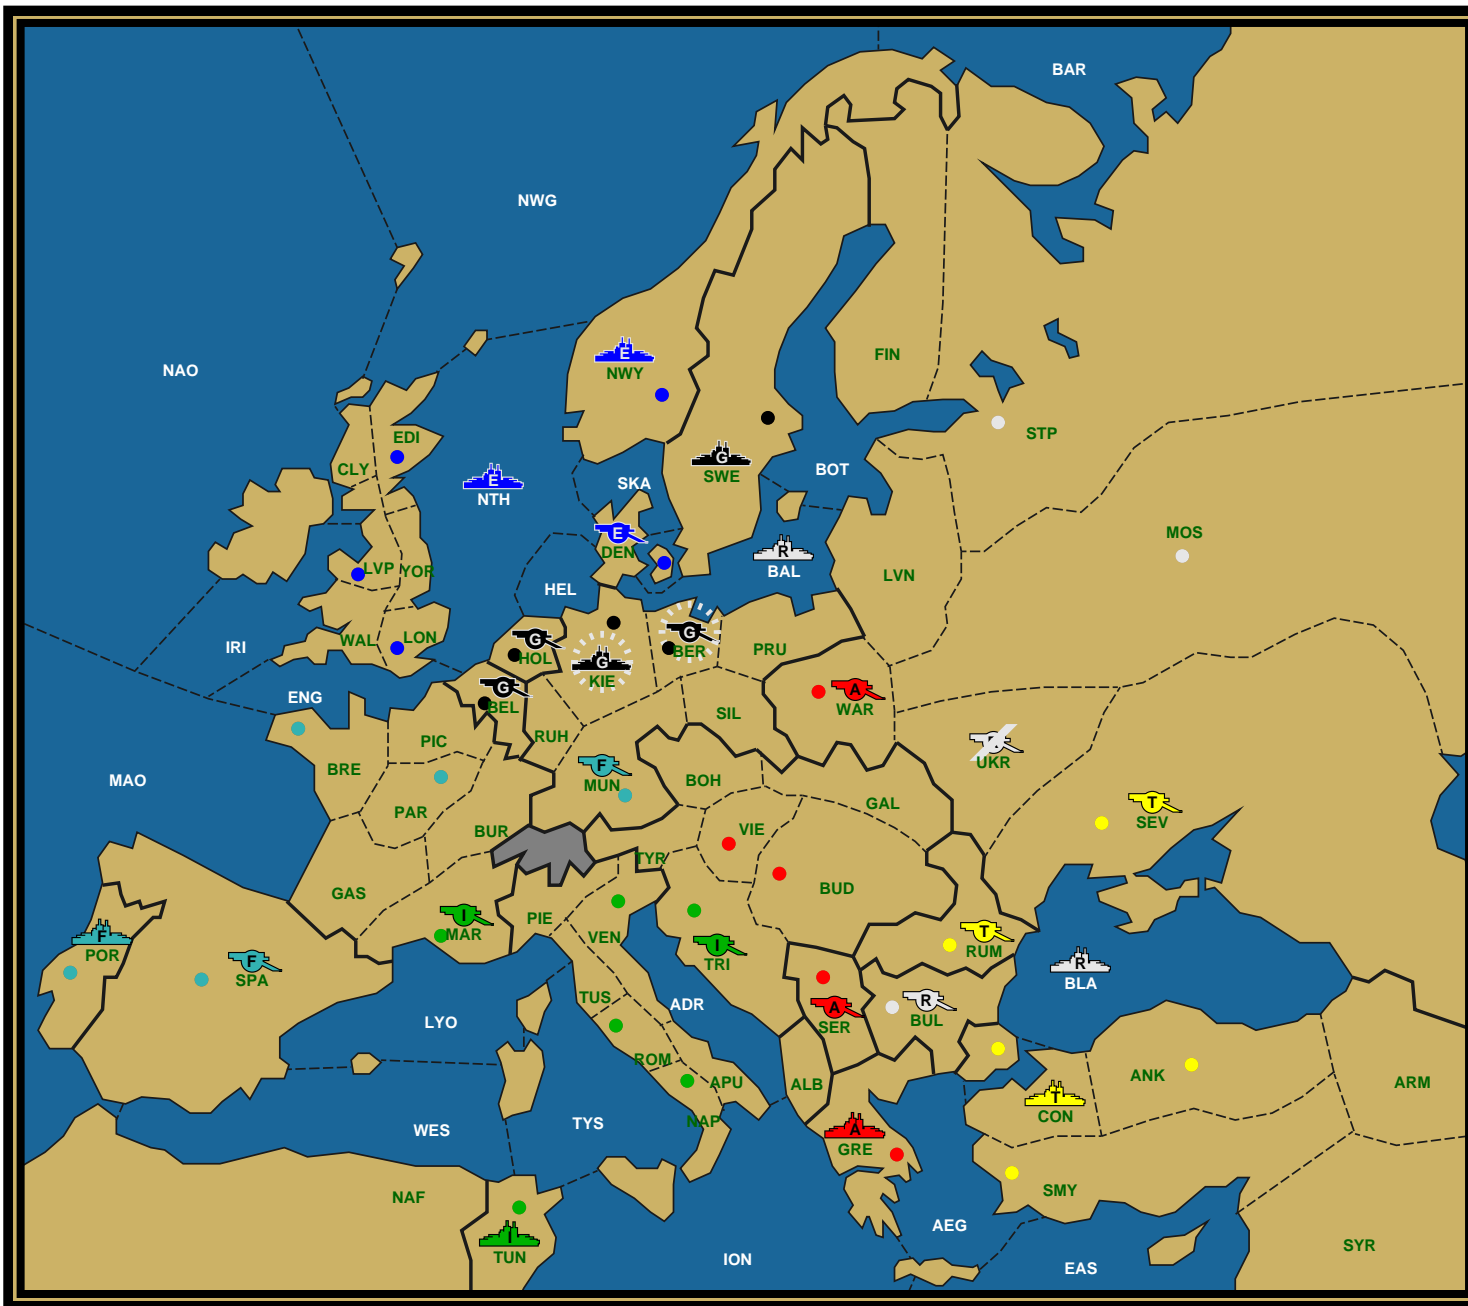 BAR
NWG
NAO
FIN
E
NWY
STP
EDI
CLY
G
SWE
BOT
SKA
E
NTH
MOS
E
DEN
R
BAL
LVN
HEL
LVP
YOR
IRI
WAL
LON
G
HOL
G
KIE
G
BER
PRU
ENG
G
BEL
A
WAR
SIL
RUH
PIC
UKR
BRE
MAO
F
MUN
BOH
GAL
T
SEV
PAR
BUR
VIE
TYR
BUD
GAS
I
MAR
PIE
VEN
I
TRI
T
RUM
F
POR
F
SPA
R
BLA
TUS
ADR
A
SER
R
BUL
LYO
ROM
APU
ALB
ANK
ARM
T
CON
NAP
WES
TYS
A
GRE
NAF
SMY
AEG
I
TUN
ION
EAS
SYR